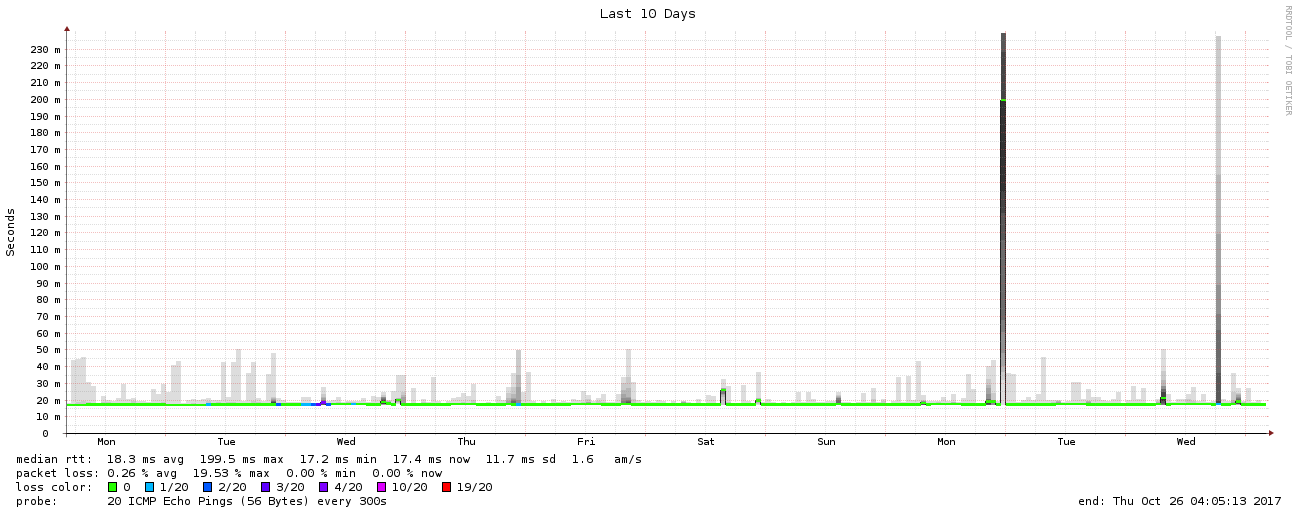 Last 10 Days
RRDTOOL / TOBI OETIKER
Seconds
230 m
220 m
210 m
200 m
190 m
180 m
170 m
160 m
150 m
140 m
130 m
120 m
110 m
100 m
90 m
80 m
70 m
60 m
50 m
40 m
30 m
20 m
10 m
0
Mon Tue Wed Thu Fri Sat Sun Mon Tue Wed
median rtt: 18.3 ms avg 199.5 ms max 17.2 ms min 17.4 ms now 11.7 ms sd 1.6 am/s
packet loss: 0.26 % avg 19.53 % max 0.00 % min 0.00 % now
loss color: 0 1/20 2/20 3/20 4/20 10/20 19/20
probe: 20 ICMP Echo Pings (56 Bytes) every 300s end: Thu Oct 26 04:05:13 2017